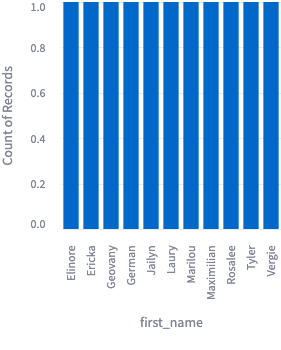 1.0
0.8
0.6
0.4
0.2
0.0
Count of Records
Elinore
Ericka
Geovany
German
Jailyn
Laury
Marilou
Maximilian
Rosalee
Tyler
Vergie
first_name